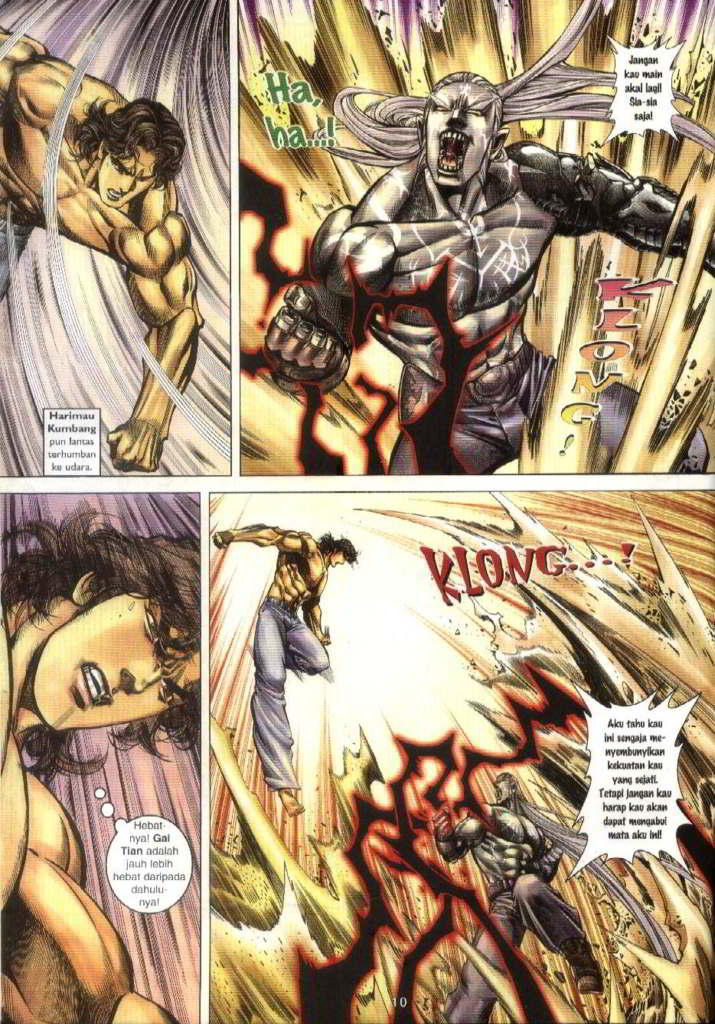 Harimau
Kumbang
pun lantas
terhumban
ke udara.
Ha,
ha....!
Jangan
kau main
akal lagi!
Sia-sia
saja!
KLONG!
Hebat-
nya! Gai
Tian adalah
jauh lebih
hebat daripada
dahulu-
nya!
KLONG...!
Aku tahu kau
ini sengaja me-
nyembunyikan
kekuatan kau
yang sejati.
Tetapi jangan kau
harap kau akan
dapat mengabui
mata aku ini!
10